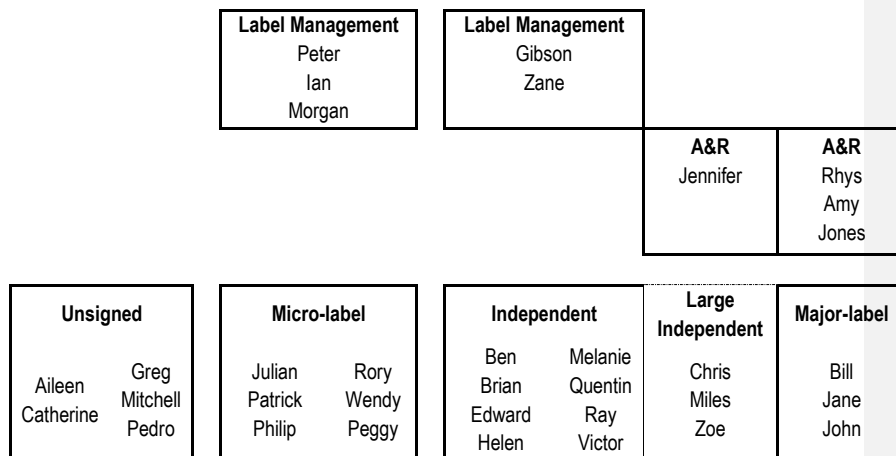 Label Management
Peter
Ian
Morgan
Label Management
Gibson
Zane
A&R
Jennifer
A&R
Rhys
Amy
Jones
Unsigned
Aileen
Catherine
Greg
Mitchell
Pedro
Micro-label
Julian
Patrick
Philip
Rory
Wendy
Peggy
Independent
Ben
Brian
Edward
Helen
Melanie
Quentin
Ray
Victor
Large
Independent
Chris
Miles
Zoe
Major-label
Bill
Jane
John